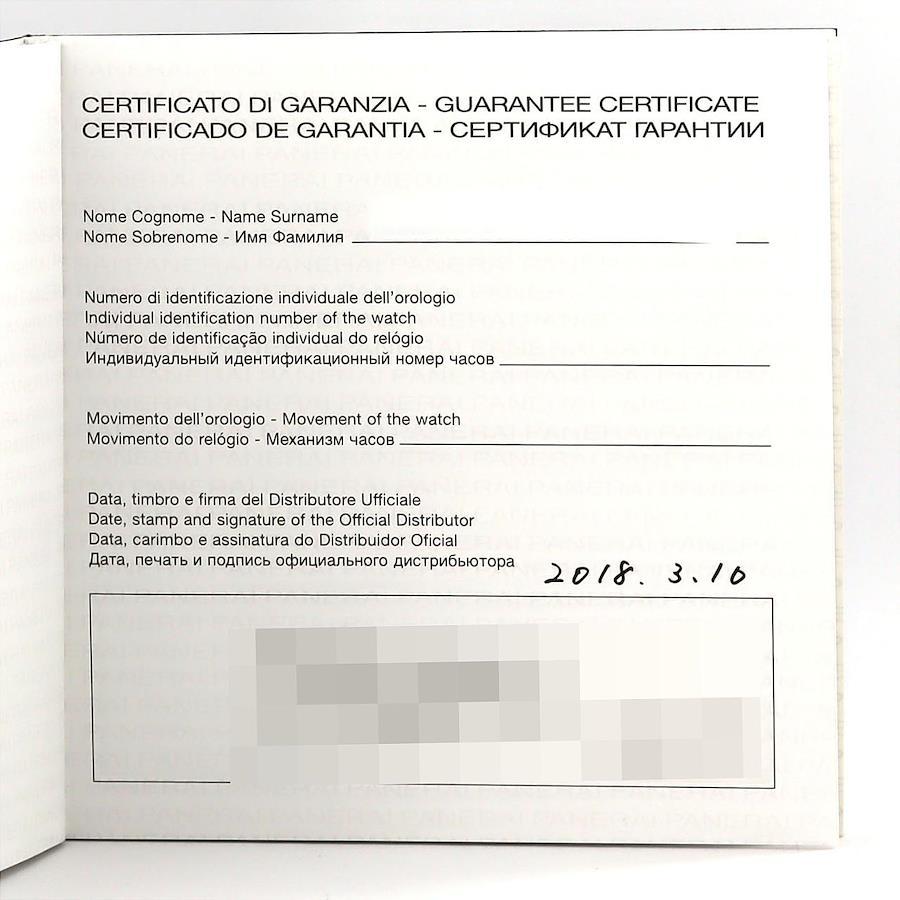 CERTIFICATO DI GARANZIA - GUARANTEE CERTIFICATE
CERTIFICADO DE GARANTIA - СЕРТИФИКАТ ГАРАНТИИ
Nome Cognome - Name Surname
Nome Sobrenome - Имя Фамилия
Numero di identificazione individuale dell'orologio
Individual identification number of the watch
Número de identificação individual do relógio
Индивидуальный идентификационный номер часов
Movimento dell'orologio - Movement of the watch
Movimento do relógio - Механизм часов
Data, timbro e firma del Distributore Ufficiale
Date, stamp and signature of the Official Distributor
Data, carimbo e assinatura do Distribuidor Oficial
Дата, печать и подпись официального дистрибьютора
2018. 3. 10